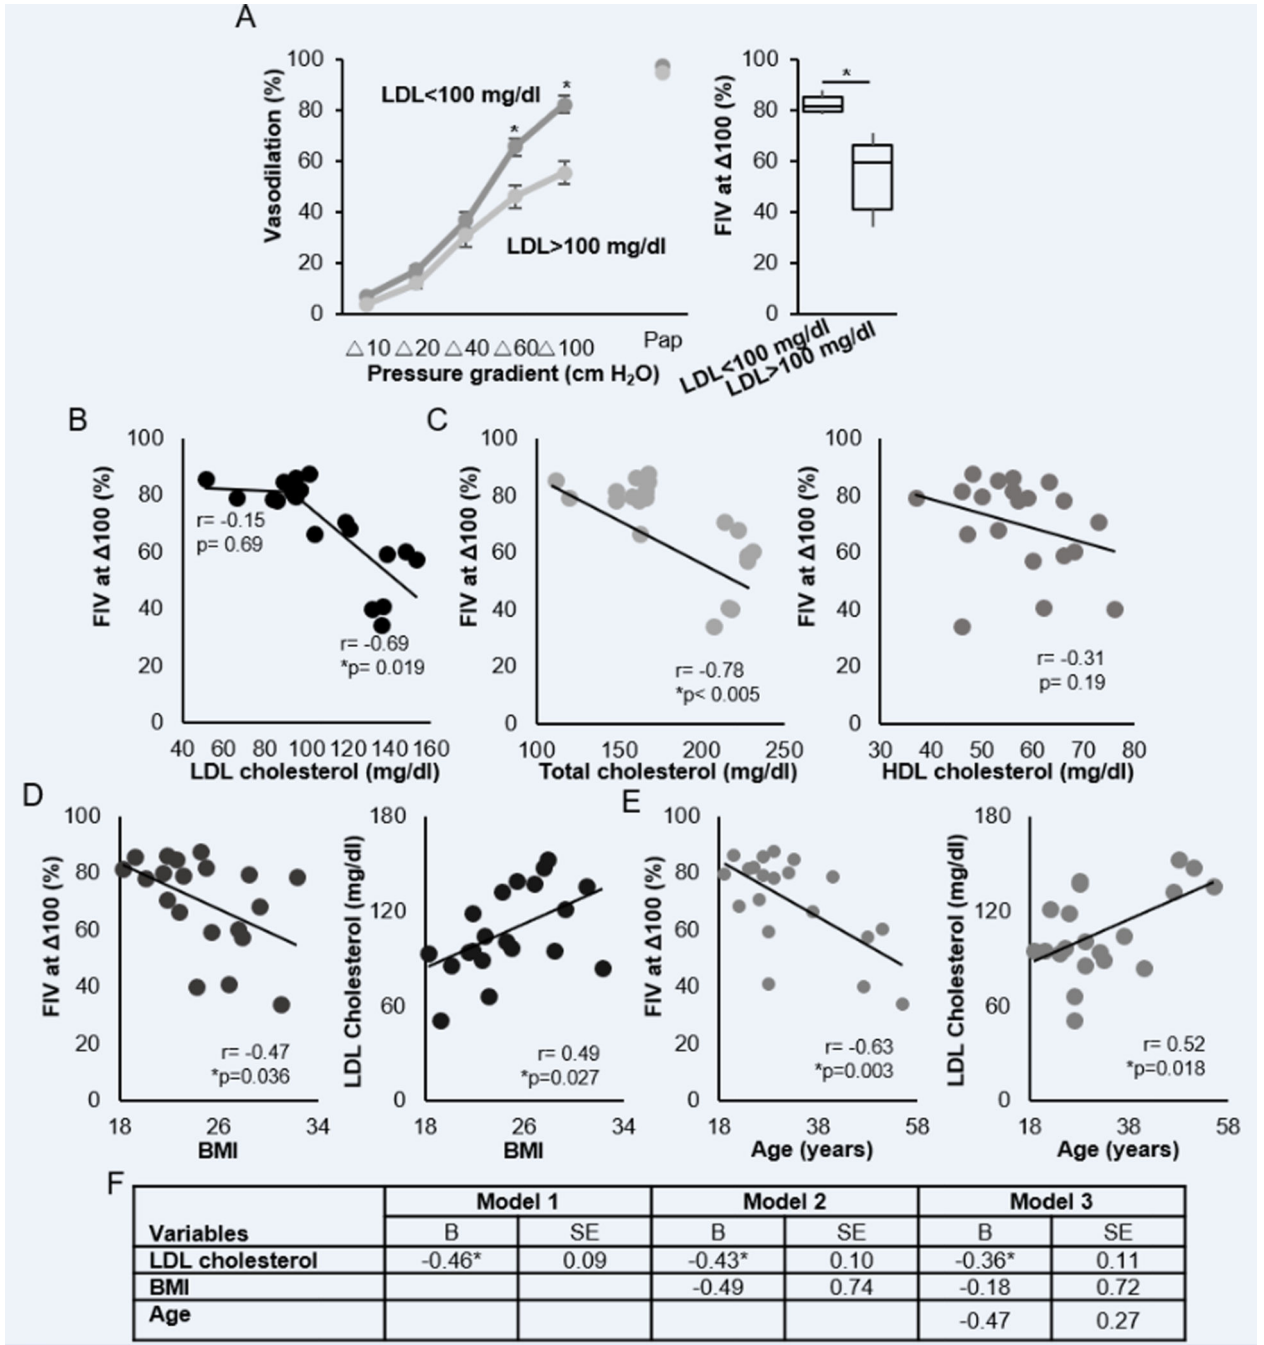 A
Vasodilation (%)
100
80
60
40
20
0
LDL<100 mg/dl
*
*
LDL>100 mg/dl
△10 △20 △40 △60 △100
Pap
Pressure gradient (cm H₂O)
FIV at Δ100 (%)
100
80
60
40
20
0
*
LDL<100 mg/dl
LDL>100 mg/dl
B
FIV at Δ100 (%)
100
80
60
40
20
0
r= -0.15
p= 0.69
r= -0.69
*p= 0.019
40 60 80 100 120 140 160
LDL cholesterol (mg/dl)
C
FIV at Δ100 (%)
100
80
60
40
20
0
r= -0.78
*p< 0.005
100 150 200 250
Total cholesterol (mg/dl)
FIV at Δ100 (%)
100
80
60
40
20
0
r= -0.31
p= 0.19
30 40 50 60 70 80
HDL cholesterol (mg/dl)
D
FIV at Δ100 (%)
100
80
60
40
20
0
r= -0.47
*p=0.036
18 26 34
BMI
LDL Cholesterol (mg/dl)
180
120
60
0
r= 0.49
*p=0.027
18 26 34
BMI
E
FIV at Δ100 (%)
100
80
60
40
20
0
r= -0.63
*p=0.003
18 38 58
Age (years)
LDL Cholesterol (mg/dl)
180
120
60
0
r= 0.52
*p=0.018
18 38 58
Age (years)
F
Model 1 Model 2 Model 3
Variables B SE B SE B SE
LDL cholesterol -0.46* 0.09 -0.43* 0.10 -0.36* 0.11
BMI -0.49 0.74 -0.18 0.72
Age -0.47 0.27